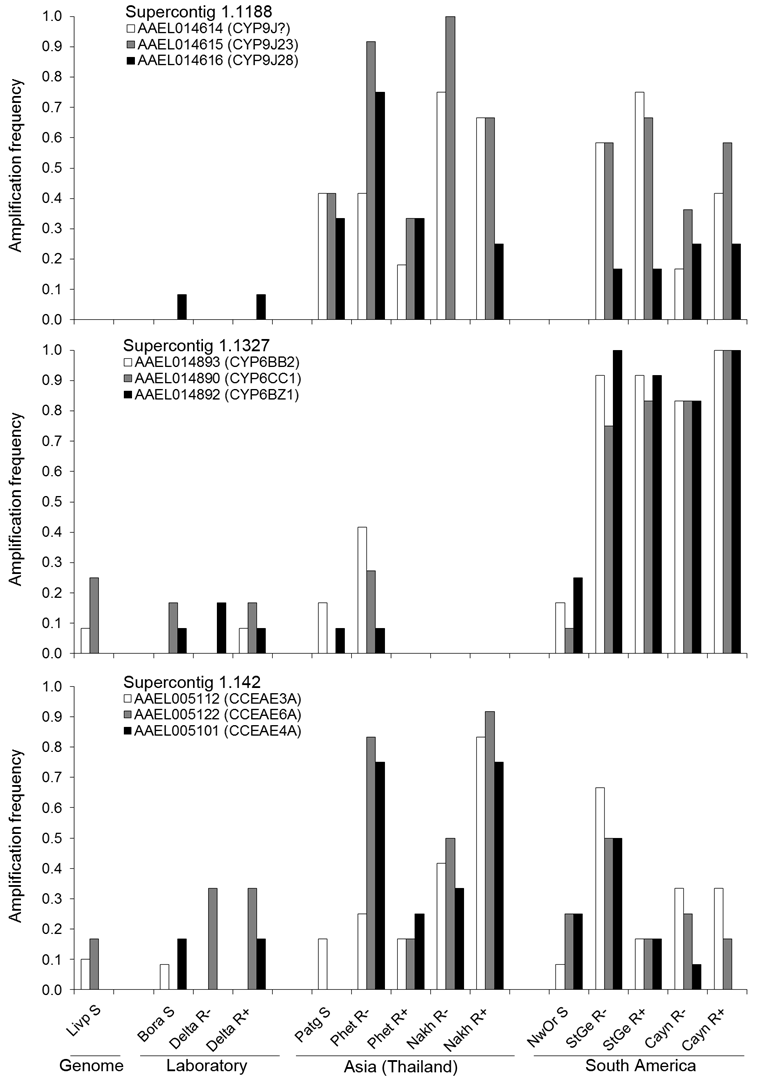 Supercontig 1.1188
AAEL014614 (CYP9J?)
AAEL014615 (CYP9J23)
AAEL014616 (CYP9J28)
Amplification frequency
1.0
0.9
0.8
0.7
0.6
0.5
0.4
0.3
0.2
0.1
0.0
Supercontig 1.1327
AAEL014893 (CYP6BB2)
AAEL014890 (CYP6CC1)
AAEL014892 (CYP6BZ1)
Amplification frequency
1.0
0.9
0.8
0.7
0.6
0.5
0.4
0.3
0.2
0.1
0.0
Supercontig 1.142
AAEL005112 (CCEAE3A)
AAEL005122 (CCEAE6A)
AAEL005101 (CCEAE4A)
Amplification frequency
1.0
0.9
0.8
0.7
0.6
0.5
0.4
0.3
0.2
0.1
0.0
Livp S
Bora S
Delta R-
Delta R+
Patg S
Phet R-
Phet R+
Nakh R-
Nakh R+
NwOr S
StGe R-
StGe R+
Cayn R-
Cayn R+
Genome
Laboratory
Asia (Thailand)
South America